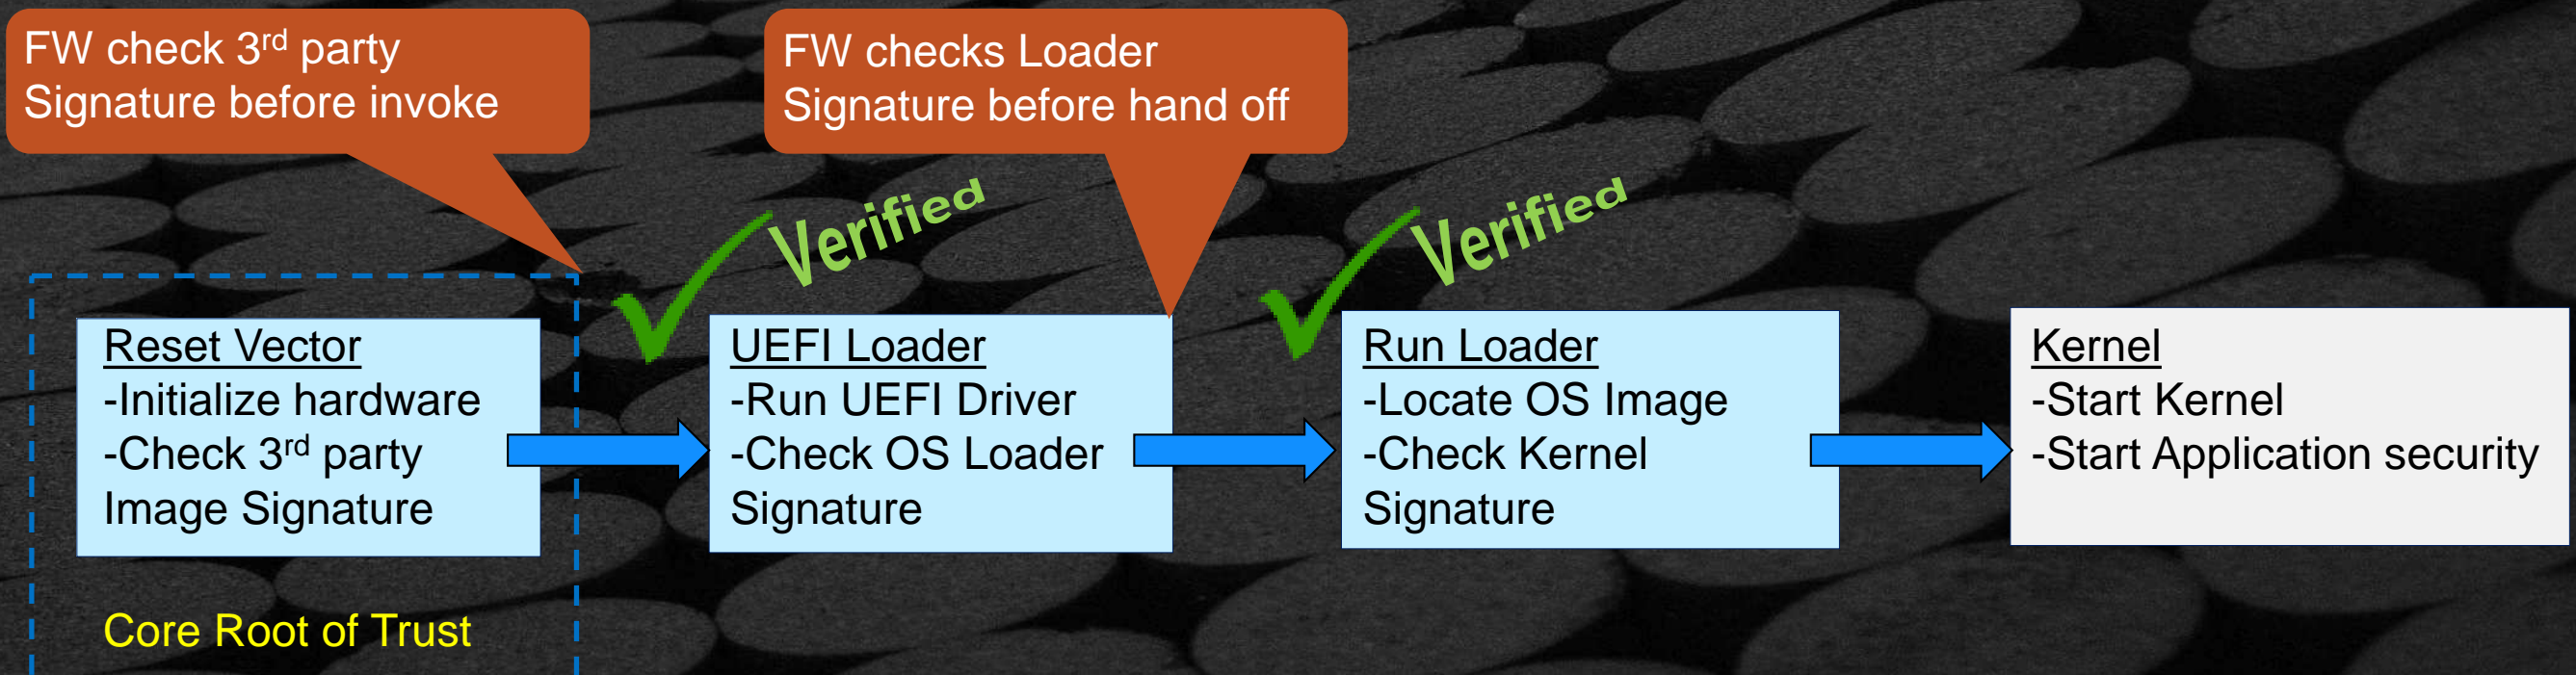 FW check 3rd party
Signature before invoke
FW checks Loader
Signature before hand off
Verified
Verified
Reset Vector
-Initialize hardware
-Check 3rd party
Image Signature
Core Root of Trust
UEFI Loader
-Run UEFI Driver
-Check OS Loader
Signature
Run Loader
-Locate OS Image
-Check Kernel
Signature
Kernel
-Start Kernel
-Start Application security